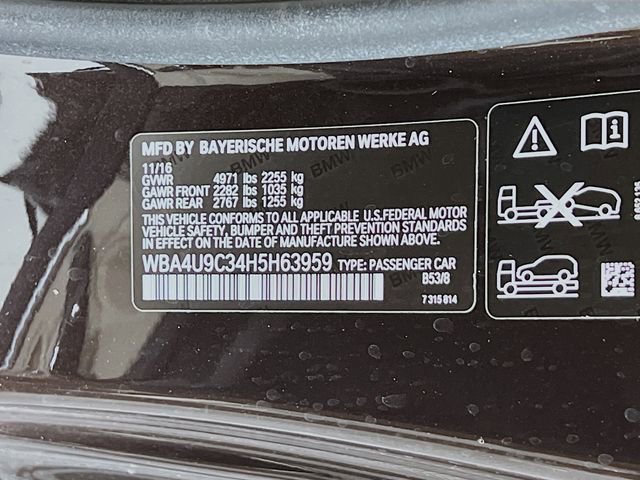 MFD BY BAYERISCHE MOTOREN WERKE AG
11/16
GVWR 4971 lbs 2255 kg
GAWR FRONT 2282 lbs 1035 kg
GAWR REAR 2767 lbs 1255 kg
THIS VEHICLE CONFORMS TO ALL APPLICABLE U.S.FEDERAL MOTOR
VEHICLE SAFETY, BUMPER AND THEFT PREVENTION STANDARDS
IN EFFECT ON THE DATE OF MANUFACTURE SHOWN ABOVE.
WBA4U9C34H5H63959 TYPE: PASSENGER CAR
B53/8
7 315 814